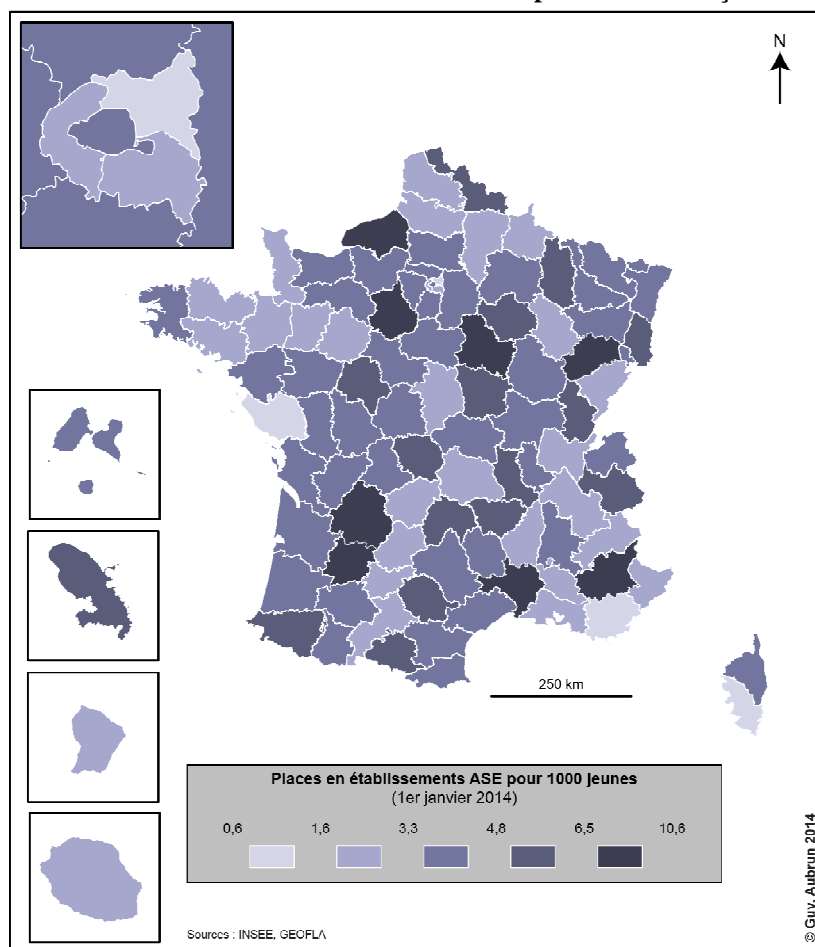 N
250 km
Places en établissements ASE pour 1000 jeunes
(1er janvier 2014)
0,6 1,6 3,3 4,8 6,5 10,6
Sources : INSEE, GEOFLA
© Guy. Aubrun 2014